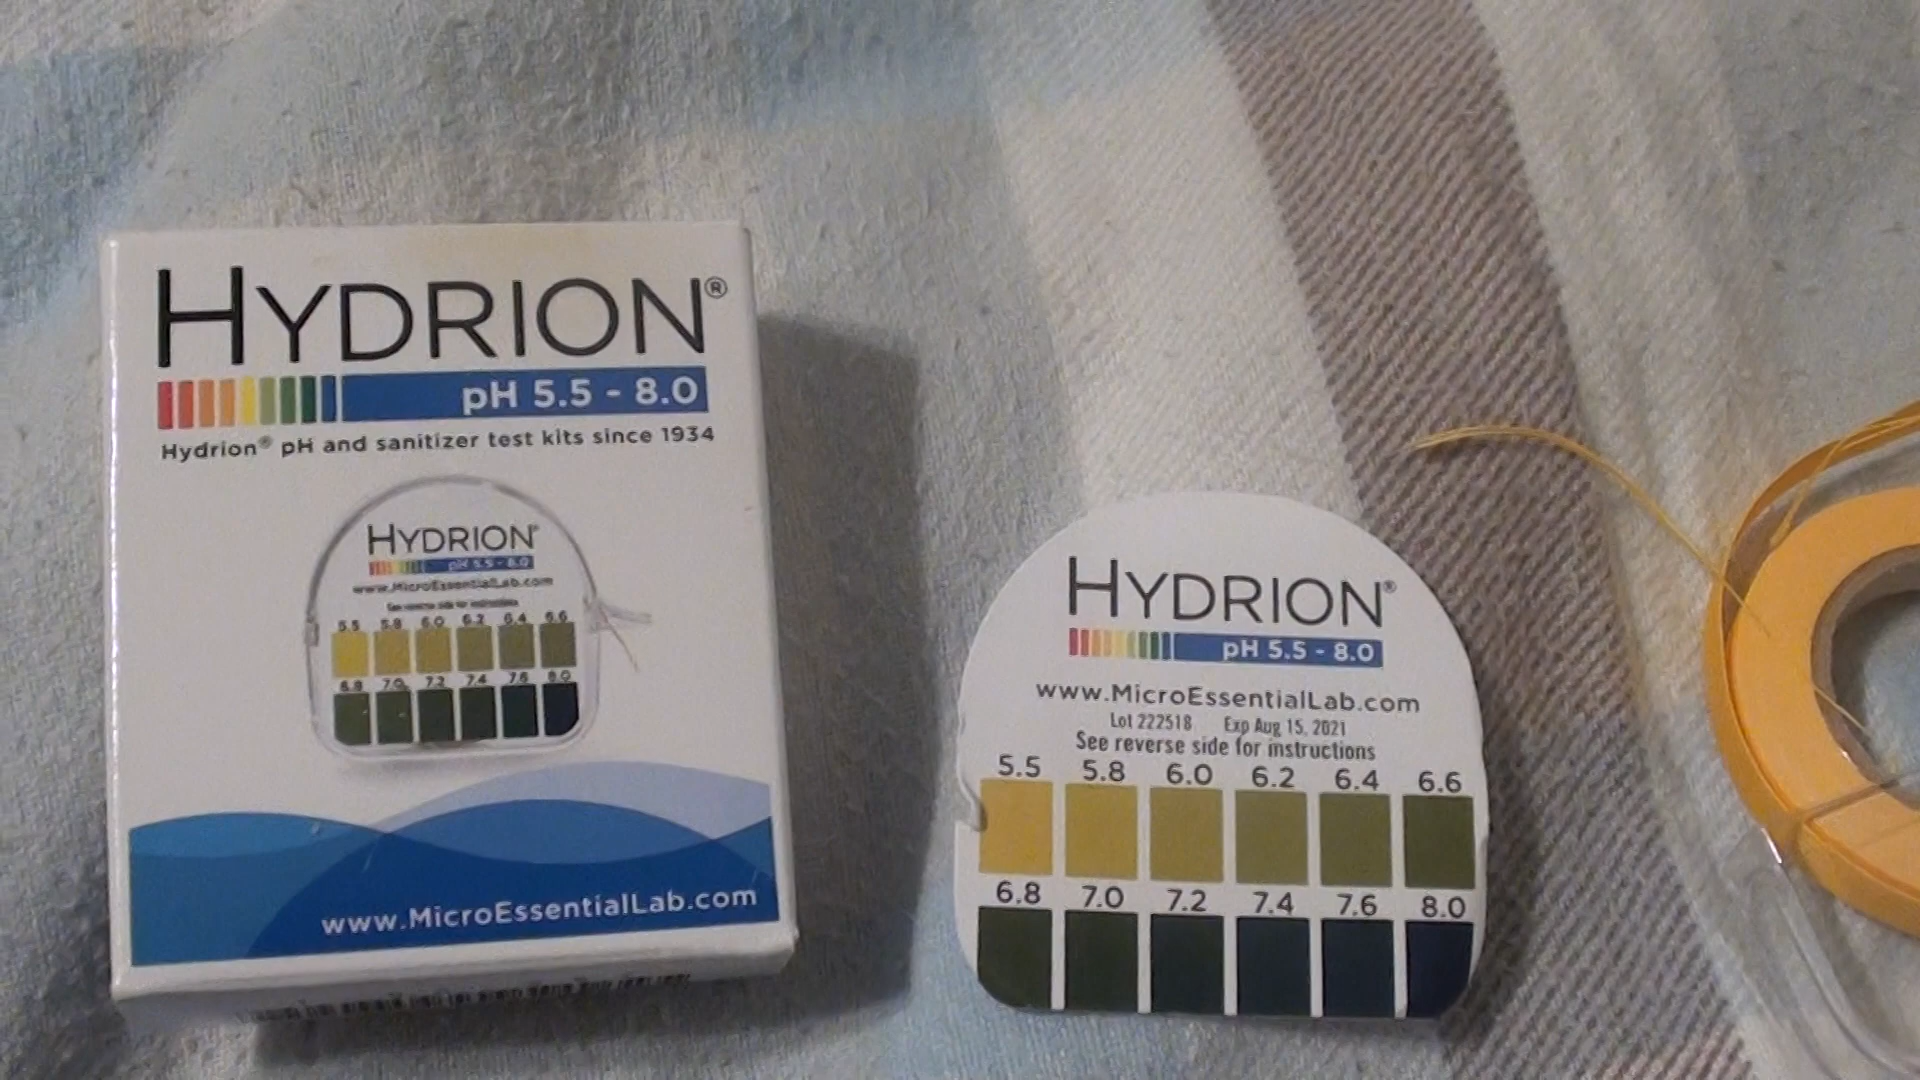 HYDRION®
pH 5.5 - 8.0
Hydrion® pH and sanitizer test kits since 1934
HYDRION®
pH 5.5 - 8.0
www.MicroEssentialLab.com
See reverse side for instructions
5.5 5.8 6.0 6.2 6.4 6.6
6.8 7.0 7.2 7.4 7.6 8.0
www.MicroEssentialLab.com
HYDRION®
pH 5.5 - 8.0
www.MicroEssentialLab.com
Lot 222518 Exp Aug 15, 2021
See reverse side for instructions
5.5 5.8 6.0 6.2 6.4 6.6
6.8 7.0 7.2 7.4 7.6 8.0